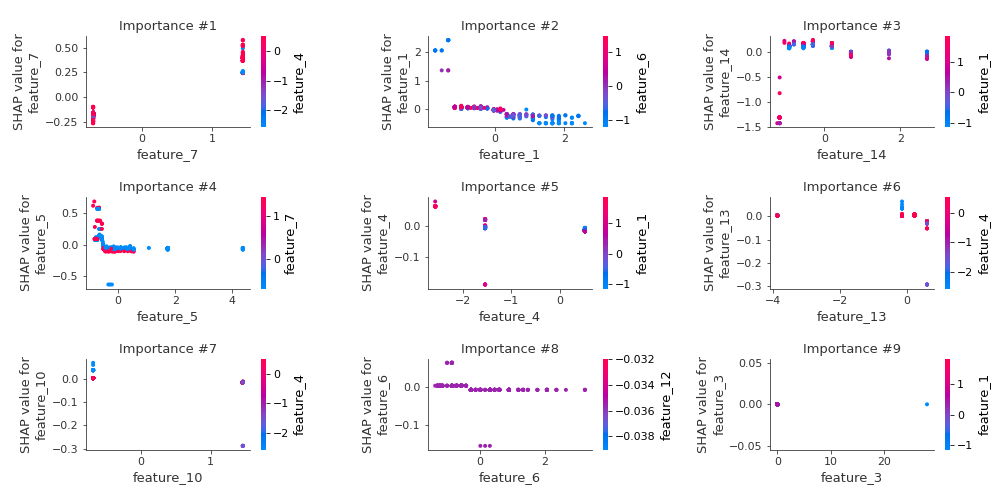 Importance #1
SHAP value for
feature_7
0.50
0.25
0.00
−0.25
0
1
feature_7
0
−1
−2
feature_4
Importance #2
SHAP value for
feature_1
2
1
0
0
2
feature_1
1
0
−1
feature_6
Importance #3
SHAP value for
feature_14
0.0
−0.5
−1.0
−1.5
0
2
feature_14
1
0
−1
feature_1
Importance #4
SHAP value for
feature_5
0.5
0.0
−0.5
0
2
4
feature_5
1
0
feature_7
Importance #5
SHAP value for
feature_4
0.0
−0.1
−2
−1
0
feature_4
1
0
−1
feature_1
Importance #6
SHAP value for
feature_13
0.0
−0.1
−0.2
−0.3
−4
−2
0
feature_13
0
−1
−2
feature_4
Importance #7
SHAP value for
feature_10
0.0
−0.1
−0.2
−0.3
0
1
feature_10
0
−1
−2
feature_4
Importance #8
SHAP value for
feature_6
0.0
−0.1
0
2
feature_6
−0.032
−0.034
−0.036
−0.038
feature_12
Importance #9
SHAP value for
feature_3
0.05
0.00
−0.05
0
10
20
feature_3
1
0
−1
feature_1